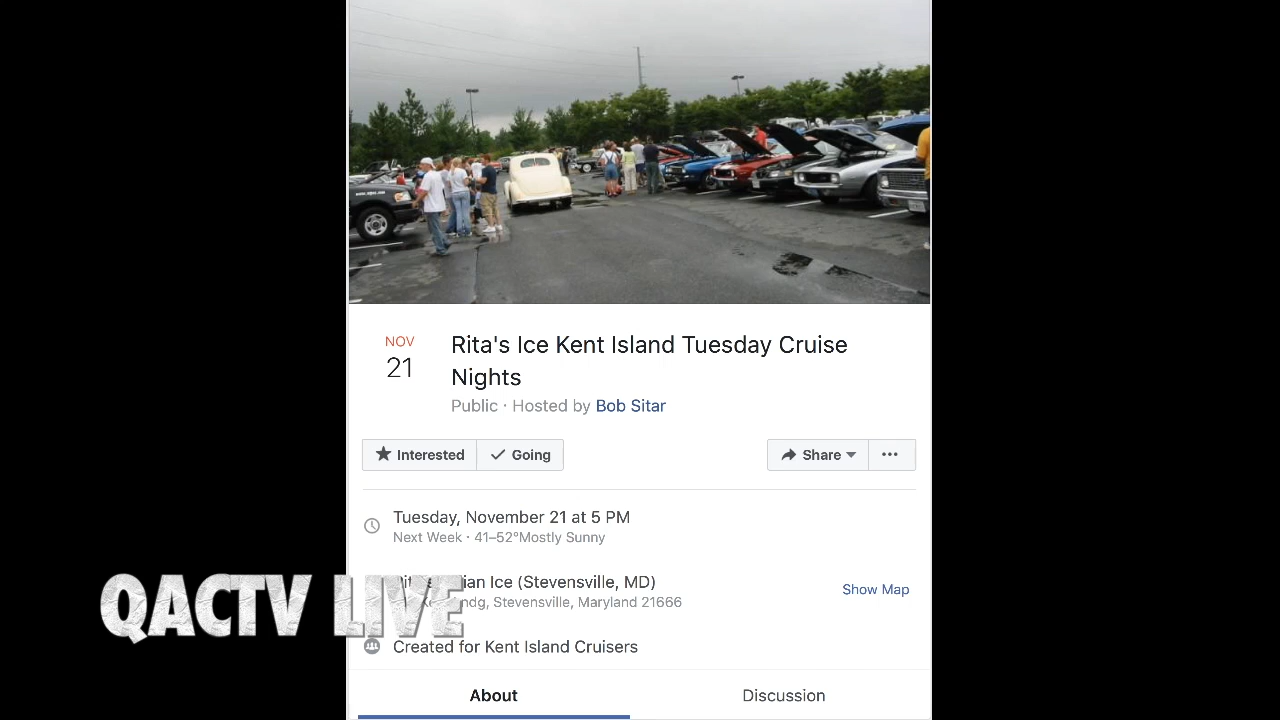 NOV
21
Rita's Ice Kent Island Tuesday Cruise
Nights
Public · Hosted by Bob Sitar
Interested
Going
Share
Tuesday, November 21 at 5 PM
Next Week · 41–52°Mostly Sunny
Ice (Stevensville, MD)
Show Map
Stevensville, Maryland 21666
QACTV LIVE
Created for Kent Island Cruisers
About
Discussion